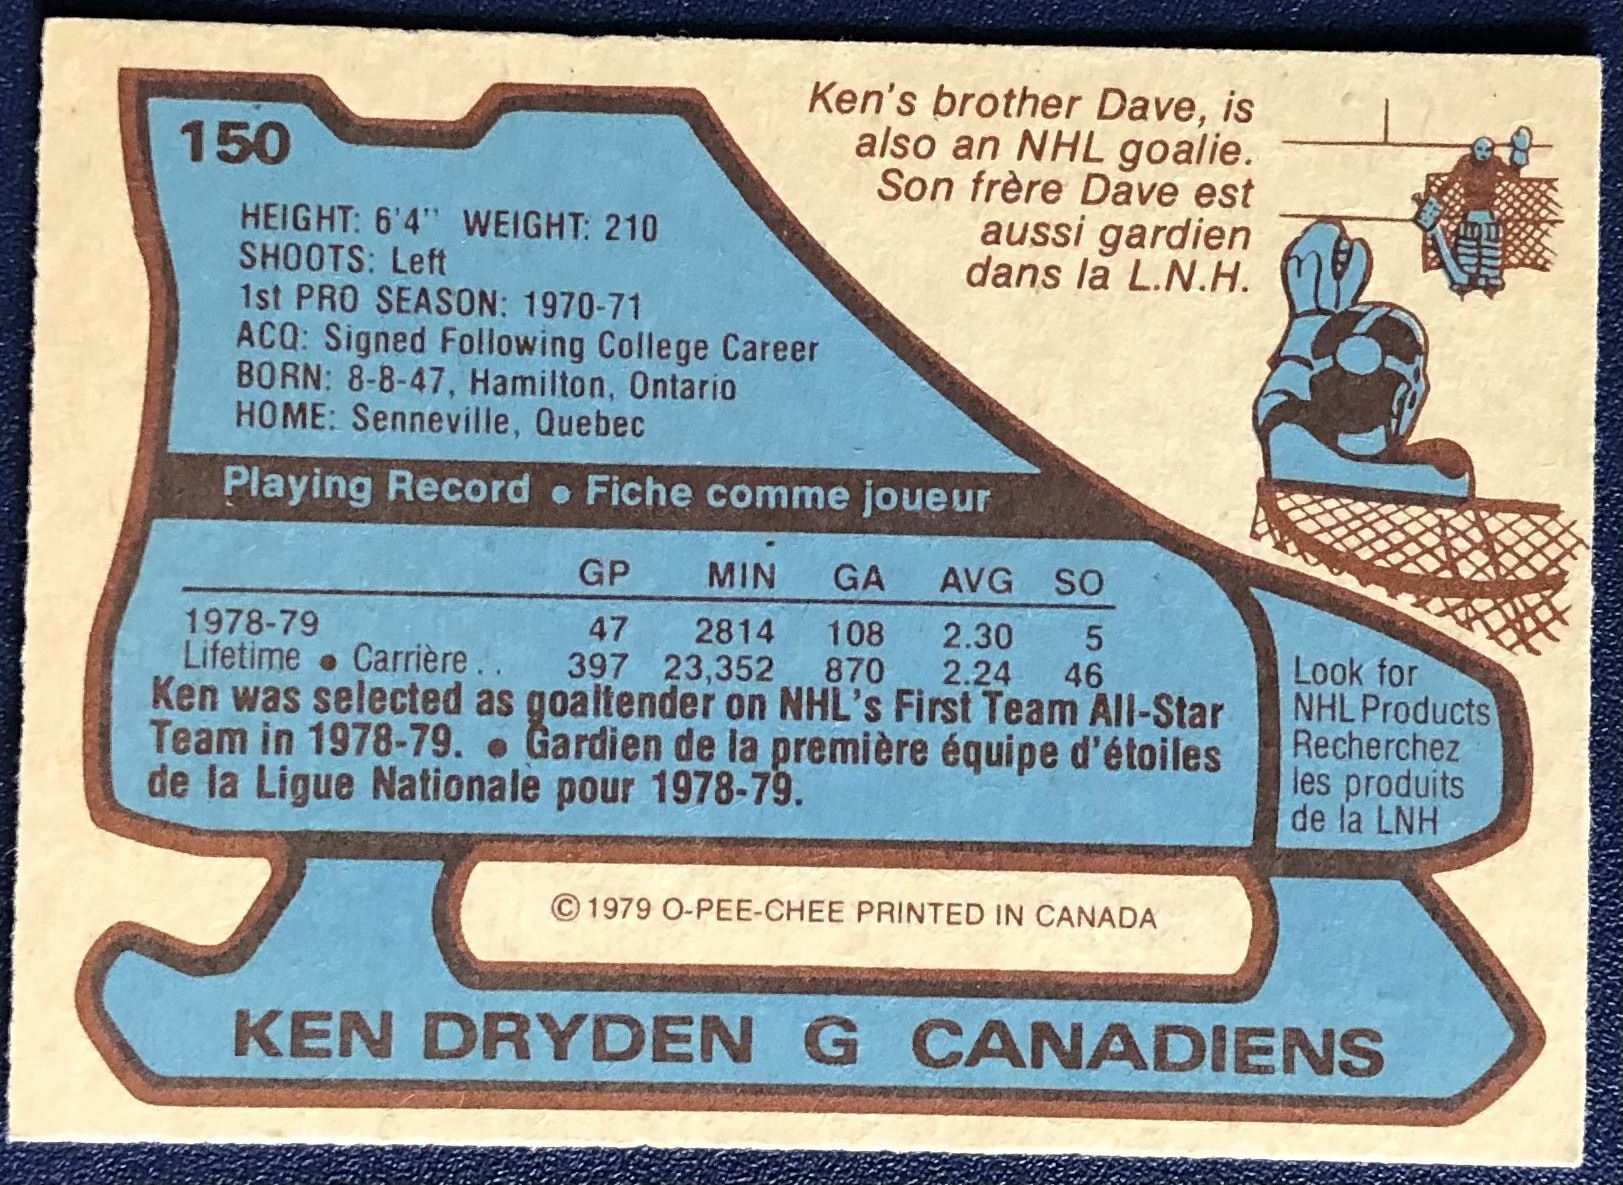 150
HEIGHT: 6'4" WEIGHT: 210
SHOOTS: Left
1st PRO SEASON: 1970-71
ACQ: Signed Following College Career
BORN: 8-8-47, Hamilton, Ontario
HOME: Senneville, Quebec
Ken's brother Dave, is
also an NHL goalie.
Son frère Dave est
aussi gardien
dans la L.N.H.
Playing Record • Fiche comme joueur
GP MIN GA AVG SO
1978-79 47 2814 108 2.30 5
Lifetime • Carrière . . 397 23,352 870 2.24 46
Ken was selected as goaltender on NHL's First Team All-Star
Team in 1978-79. • Gardien de la première équipe d'étoiles
de la Ligue Nationale pour 1978-79.
Look for
NHL Products
Recherchez
les produits
de la LNH
© 1979 O-PEE-CHEE PRINTED IN CANADA
KEN DRYDEN G CANADIENS